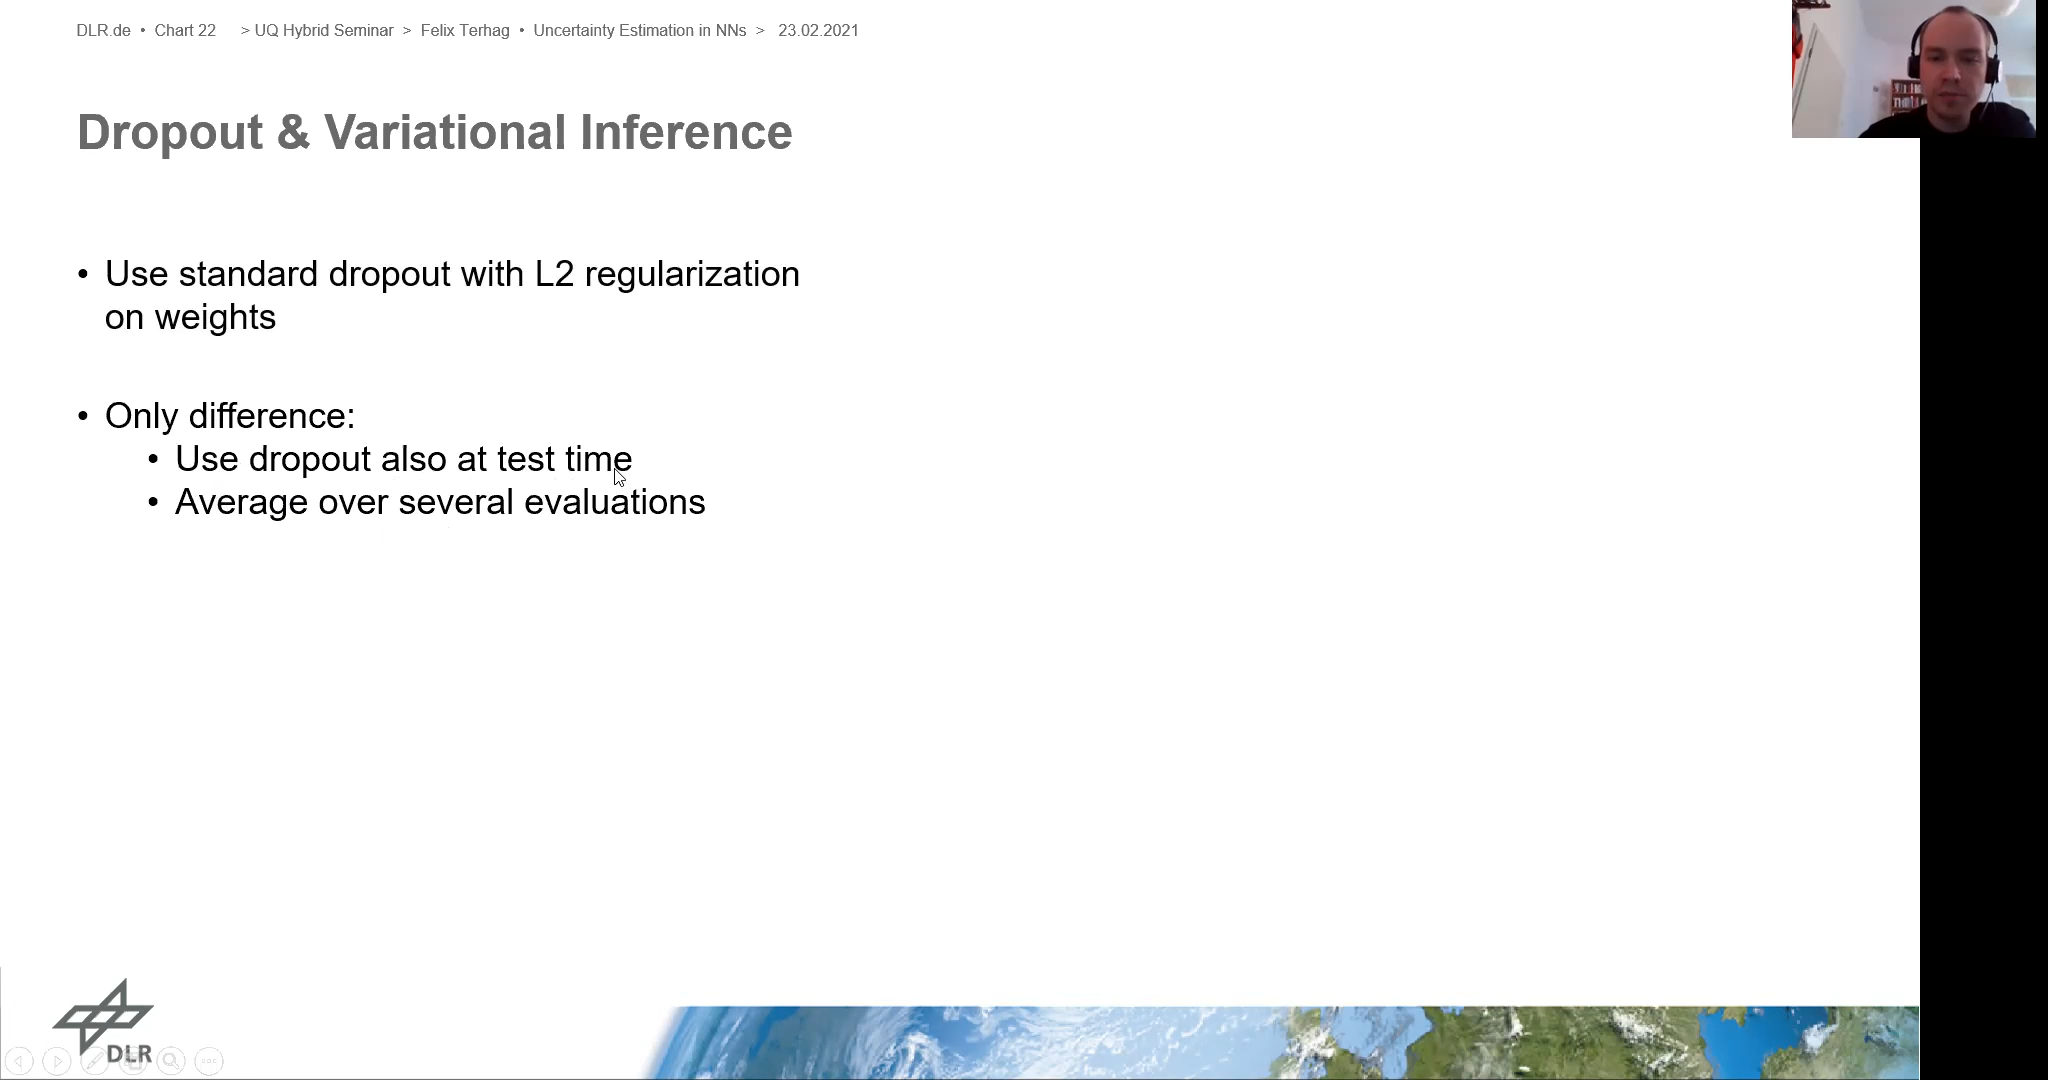 DLR.de • Chart 22 > UQ Hybrid Seminar > Felix Terhag • Uncertainty Estimation in NNs > 23.02.2021
Dropout & Variational Inference
• Use standard dropout with L2 regularization
on weights
• Only difference:
• Use dropout also at test time
• Average over several evaluations
DLR